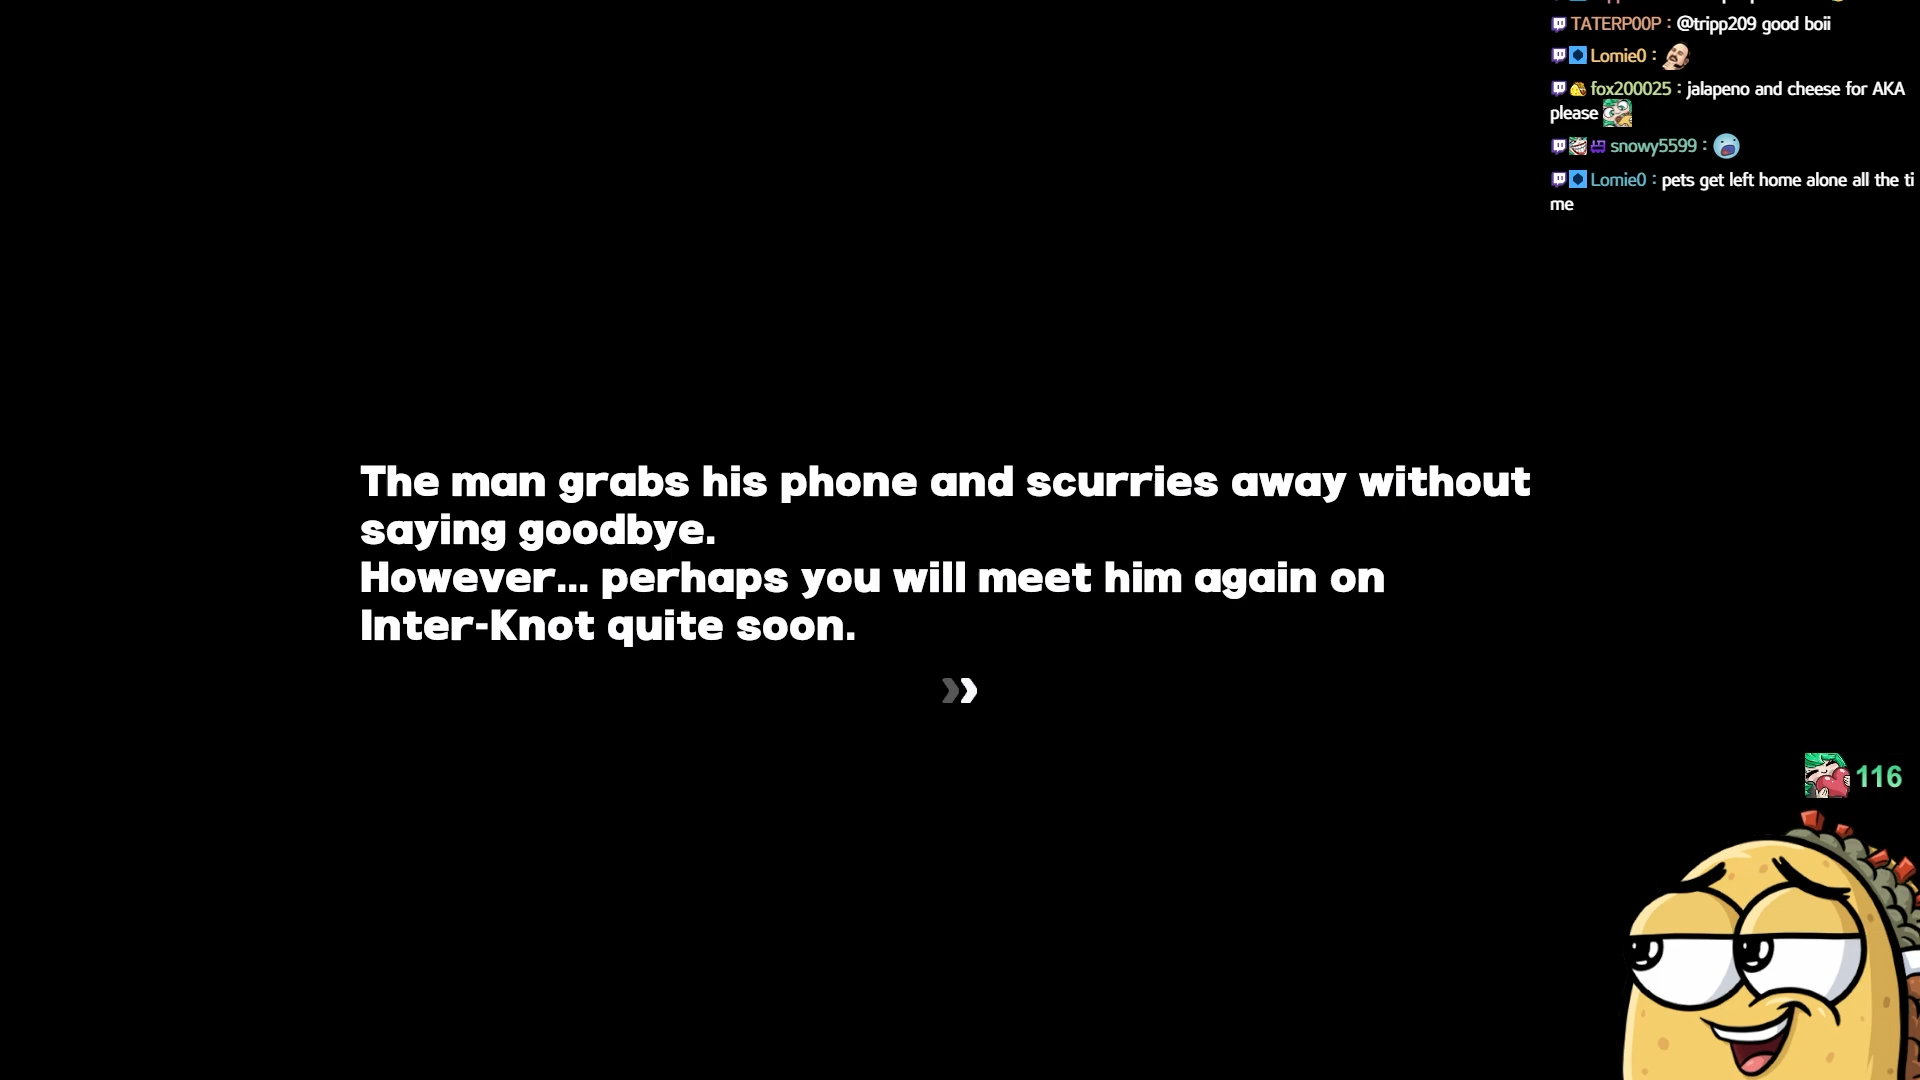 TATERP00P : @tripp209 good boii
Lomie0 :
fox200025 : jalapeno and cheese for AKA
please
snowy5599 :
Lomie0 : pets get left home alone all the ti
me
The man grabs his phone and scurries away without
saying goodbye.
However... perhaps you will meet him again on
Inter-Knot quite soon.
116